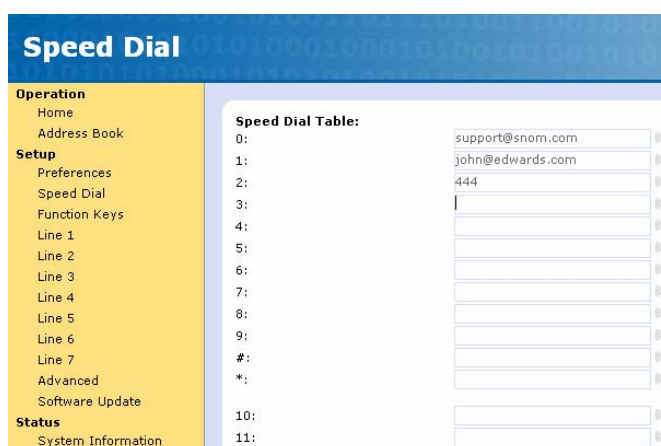 Speed Dial
Operation
Home
Address Book
Setup
Preferences
Speed Dial
Function Keys
Line 1
Line 2
Line 3
Line 4
Line 5
Line 6
Line 7
Advanced
Software Update
Status
System Information
Speed Dial Table:
0: support@snom.com
1: john@edwards.com
2: 444
3:
4:
5:
6:
7:
8:
9:
#:
*:
10:
11: